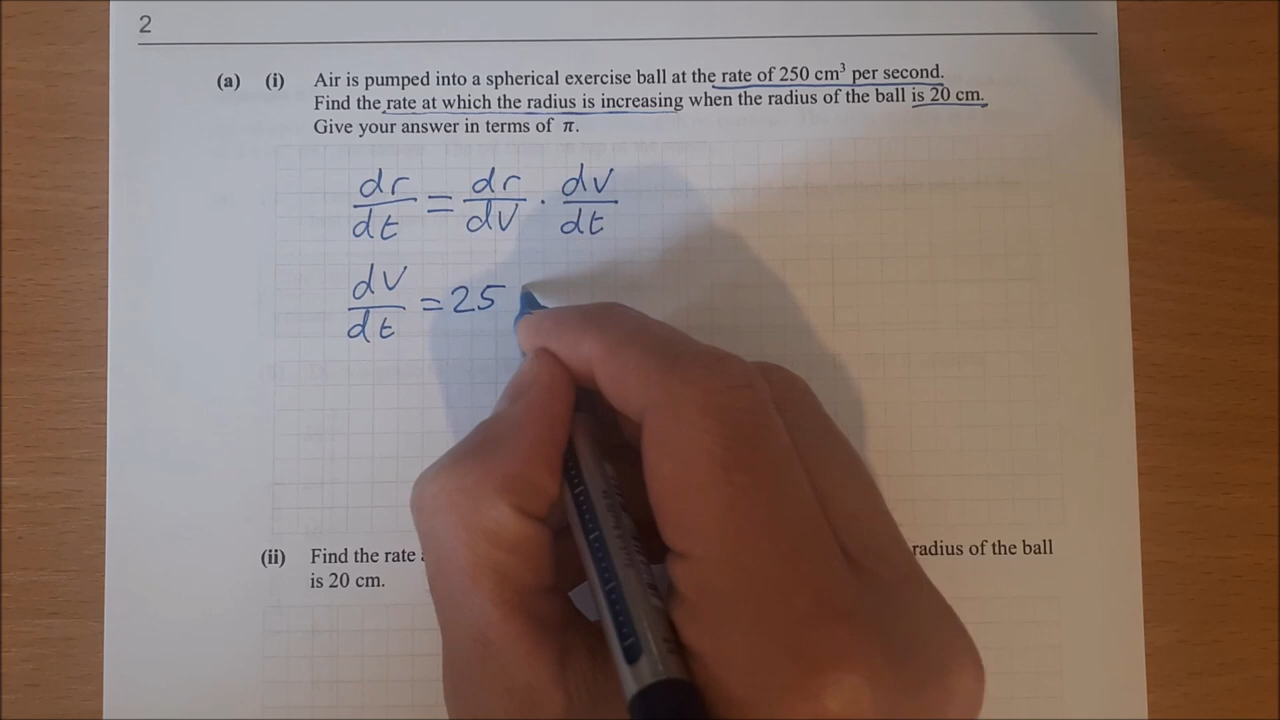 2
(a) (i) Air is pumped into a spherical exercise ball at the rate of 250 cm³ per second.
Find the rate at which the radius is increasing when the radius of the ball is 20 cm.
Give your answer in terms of π.
dr/dt = dr/dV · dV/dt
dV/dt = 25
(ii) Find the rate radius of the ball
is 20 cm.